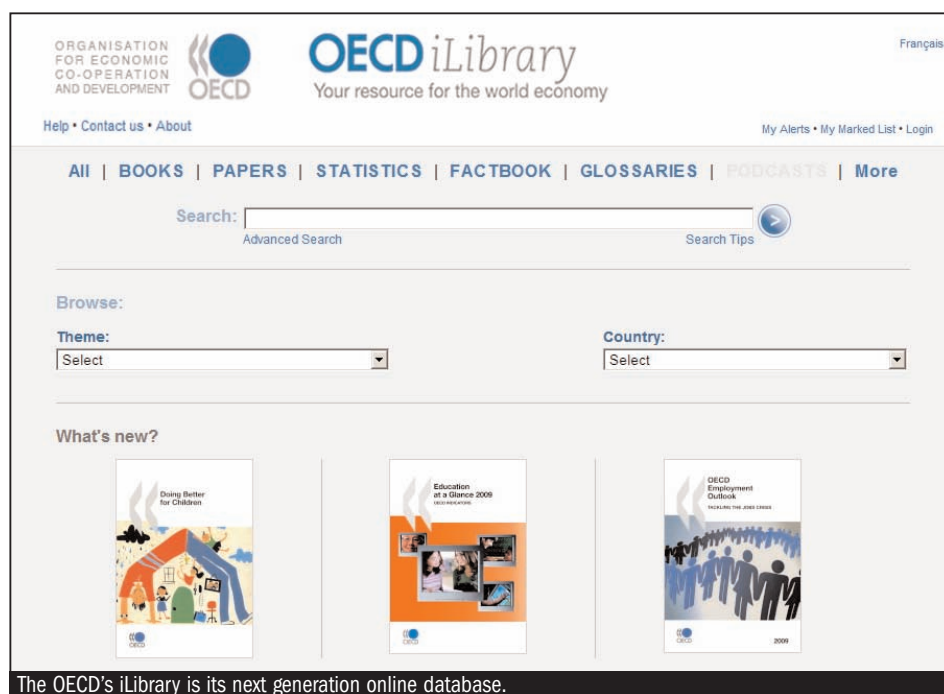 ORGANISATION
FOR ECONOMIC
CO-OPERATION
AND DEVELOPMENT
OECD
OECD iLibrary
Your resource for the world economy
Français
Help • Contact us • About
My Alerts • My Marked List • Login
All | BOOKS | PAPERS | STATISTICS | FACTBOOK | GLOSSARIES | PODCASTS | More
Search:
>
Advanced Search
Search Tips
Browse:
Theme:
Select
Country:
Select
What's new?
Doing Better
for Children
OECD
Education
at a Glance 2009
OECD INDICATORS
OECD
OECD
Employment
Outlook
TACKLING THE JOBS CRISIS
OECD
2009
The OECD's iLibrary is its next generation online database.